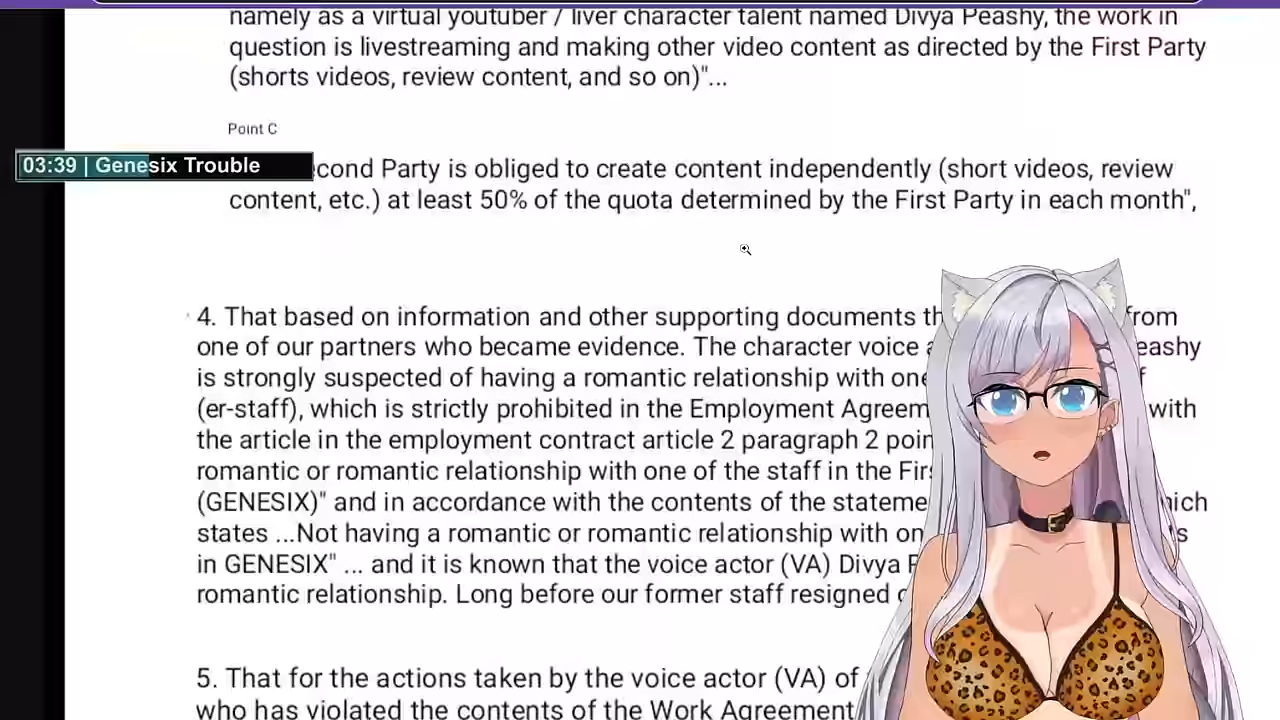 namely as a virtual youtuber / liver character talent named Divya Peashy, the work in
question is livestreaming and making other video content as directed by the First Party
(shorts videos, review content, and so on)"...
Point C
03:39 | Genesix Trouble
cond Party is obliged to create content independently (short videos, review
content, etc.) at least 50% of the quota determined by the First Party in each month",
4. That based on information and other supporting documents th from
one of our partners who became evidence. The character voice a eashy
is strongly suspected of having a romantic relationship with one
(er-staff), which is strictly prohibited in the Employment Agreem with
the article in the employment contract article 2 paragraph 2 poin
romantic or romantic relationship with one of the staff in the Firs
(GENESIX)" and in accordance with the contents of the stateme hich
states ...Not having a romantic or romantic relationship with on
in GENESIX" ... and it is known that the voice actor (VA) Divya P
romantic relationship. Long before our former staff resigned
5. That for the actions taken by the voice actor (VA) of
who has violated the contents of the Work Agreement